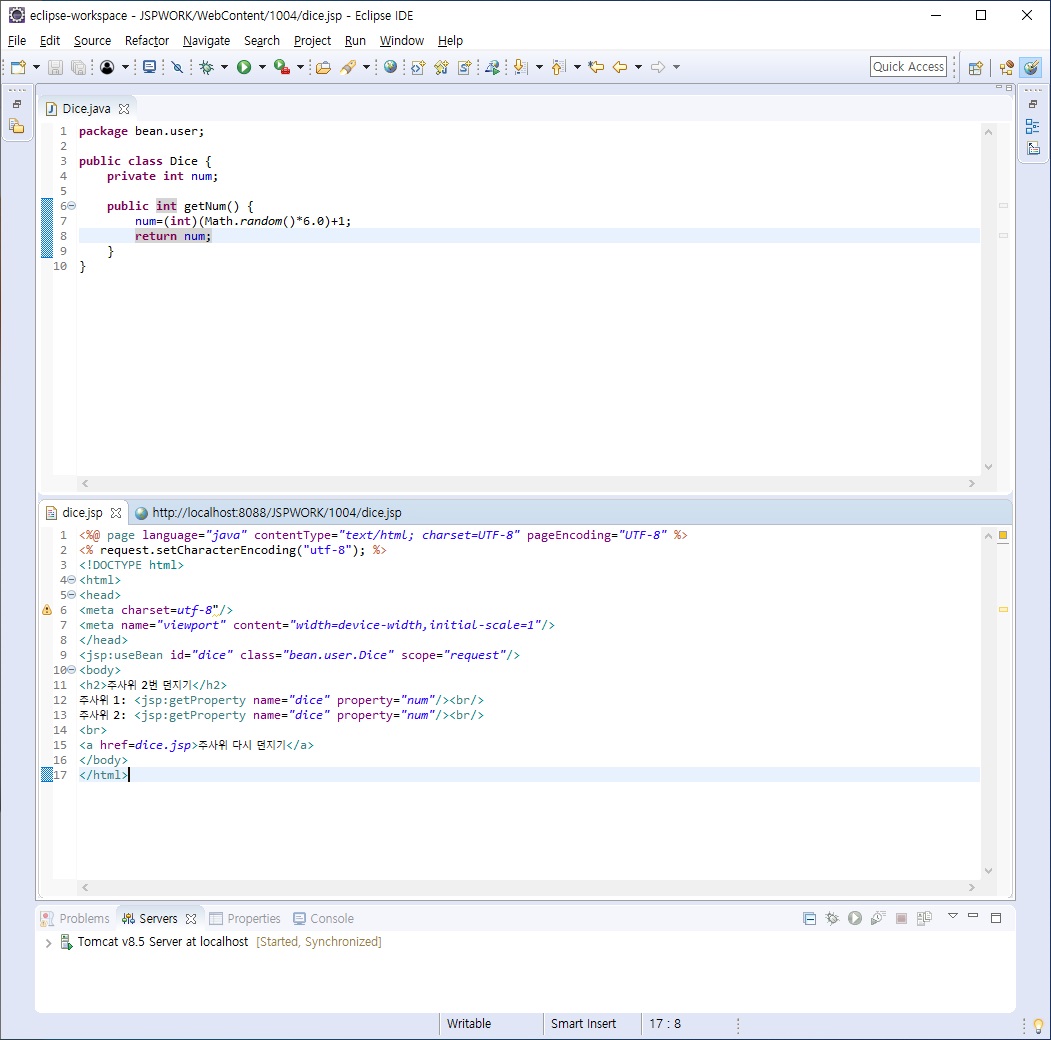 eclipse-workspace - JSPWORK/WebContent/1004/dice.jsp - Eclipse IDE
File Edit Source Refactor Navigate Search Project Run Window Help
Quick Access
Dice.java
1 package bean.user;
2
3 public class Dice {
4 private int num;
5
6 public int getNum() {
7 num=(int)(Math.random()*6.0)+1;
8 return num;
9 }
10 }
dice.jsp http://localhost:8088/JSPWORK/1004/dice.jsp
1 <%@ page language="java" contentType="text/html; charset=UTF-8" pageEncoding="UTF-8" %>
2 <% request.setCharacterEncoding("utf-8"); %>
3 <!DOCTYPE html>
4 <html>
5 <head>
6 <meta charset=utf-8"/>
7 <meta name="viewport" content="width=device-width,initial-scale=1"/>
8 </head>
9 <jsp:useBean id="dice" class="bean.user.Dice" scope="request"/>
10 <body>
11 <h2>주사위 2번 던지기</h2>
12 주사위 1: <jsp:getProperty name="dice" property="num"/><br/>
13 주사위 2: <jsp:getProperty name="dice" property="num"/><br/>
14 <br>
15 <a href=dice.jsp>주사위 다시 던지기</a>
16 </body>
17 </html>
Problems Servers Properties Console
Tomcat v8.5 Server at localhost [Started, Synchronized]
Writable Smart Insert 17 : 8